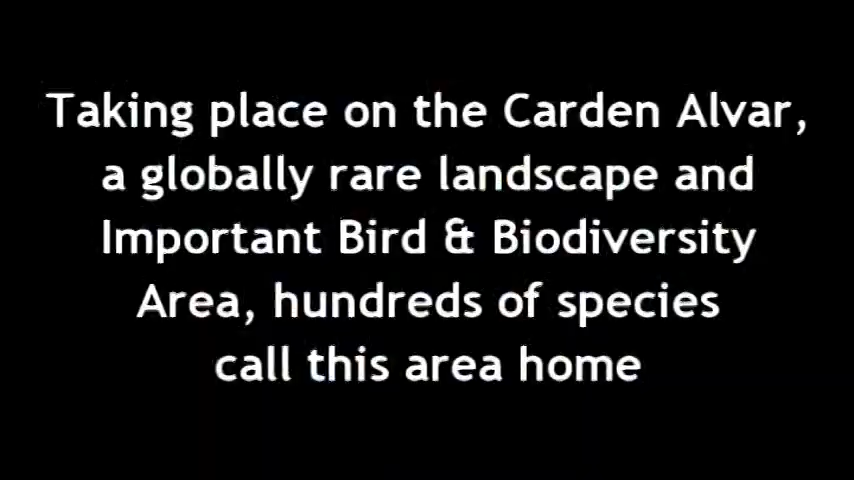 Taking place on the Carden Alvar,
a globally rare landscape and
Important Bird & Biodiversity
Area, hundreds of species
call this area home